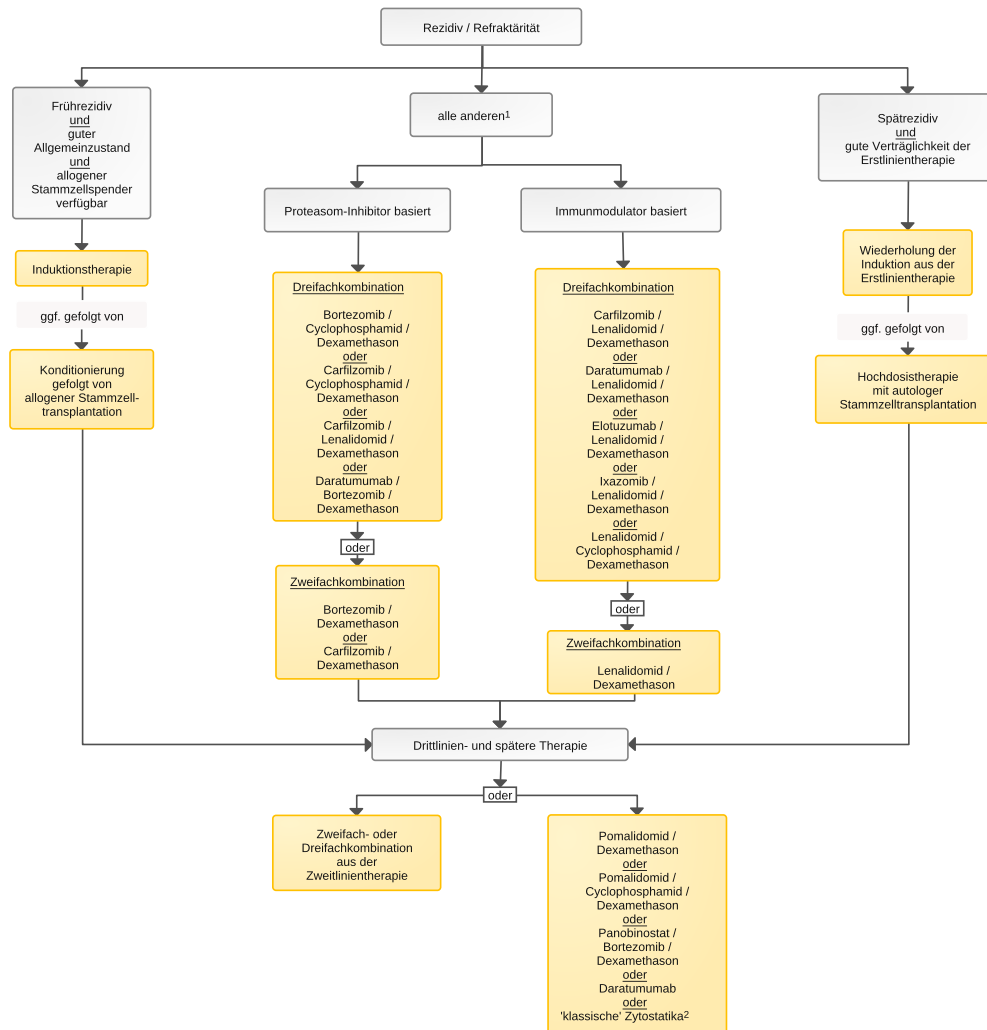 Rezidiv / Refraktärität
Frührezidiv
und
guter
Allgemeinzustand
und
allogener
Stammzellspender
verfügbar
alle anderen1
Spätrezidiv
und
gute Verträglichkeit der
Erstlinientherapie
Proteasom-Inhibitor basiert
Immunmodulator basiert
Induktionstherapie
ggf. gefolgt von
Konditionierung
gefolgt von
allogener Stammzell-
transplantation
Dreifachkombination
Bortezomib /
Cyclophosphamid /
Dexamethason
oder
Carfilzomib /
Cyclophosphamid /
Dexamethason
oder
Carfilzomib /
Lenalidomid /
Dexamethason
oder
Daratumumab /
Bortezomib /
Dexamethason
oder
Zweifachkombination
Bortezomib /
Dexamethason
oder
Carfilzomib /
Dexamethason
Dreifachkombination
Carfilzomib /
Lenalidomid /
Dexamethason
oder
Daratumumab /
Lenalidomid /
Dexamethason
oder
Elotuzumab /
Lenalidomid /
Dexamethason
oder
Ixazomib /
Lenalidomid /
Dexamethason
oder
Lenalidomid /
Cyclophosphamid /
Dexamethason
oder
Zweifachkombination
Lenalidomid /
Dexamethason
Wiederholung der
Induktion aus der
Erstlinientherapie
ggf. gefolgt von
Hochdosistherapie
mit autologer
Stammzelltransplantation
Drittlinien- und spätere Therapie
oder
Zweifach- oder
Dreifachkombination
aus der
Zweitlinientherapie
Pomalidomid /
Dexamethason
oder
Pomalidomid /
Cyclophosphamid /
Dexamethason
oder
Panobinostat /
Bortezomib /
Dexamethason
oder
Daratumumab
oder
'klassische' Zytostatika2